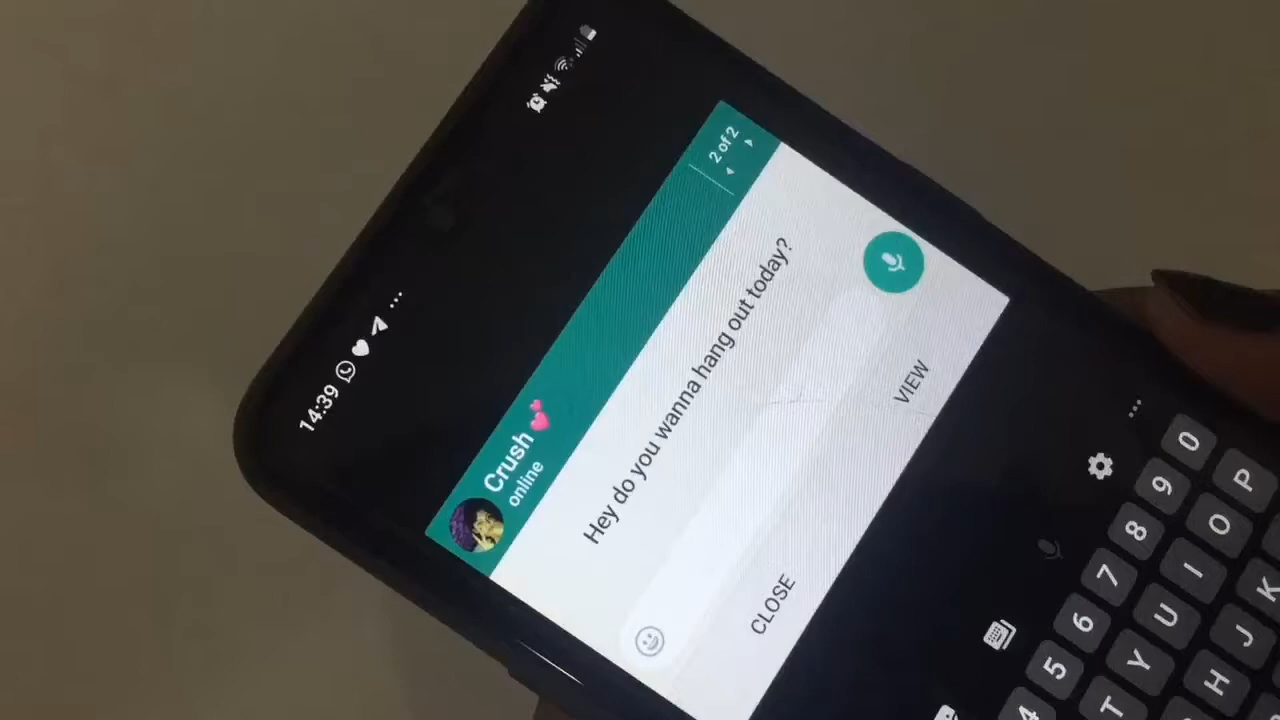 14:39
Crush 💕
online
2 of 2
Hey do you wanna hang out today?
CLOSE
VIEW
4 5 6 7 8 9 0
T Y U I O P
H J K